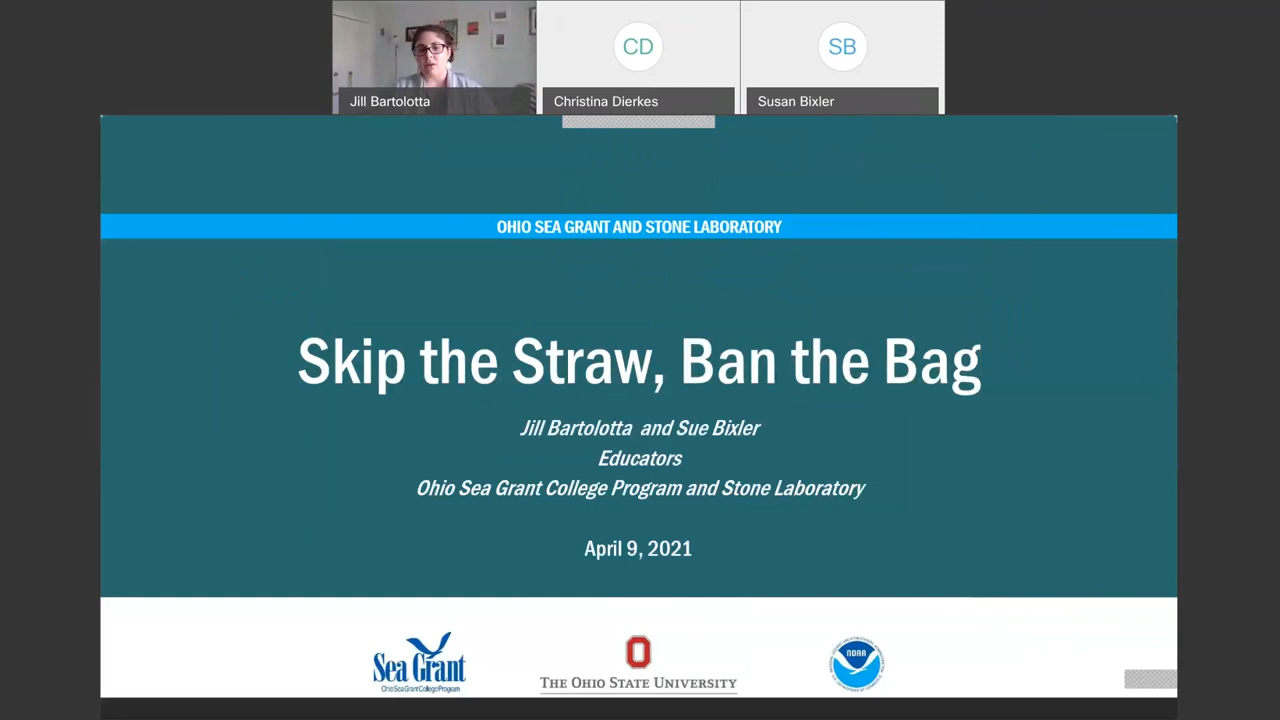 CD
SB
Jill Bartolotta
Christina Dierkes
Susan Bixler
OHIO SEA GRANT AND STONE LABORATORY
Skip the Straw, Ban the Bag
Jill Bartolotta and Sue Bixler
Educators
Ohio Sea Grant College Program and Stone Laboratory
April 9, 2021
Sea Grant
Ohio Sea Grant College Program
THE OHIO STATE UNIVERSITY
NOAA